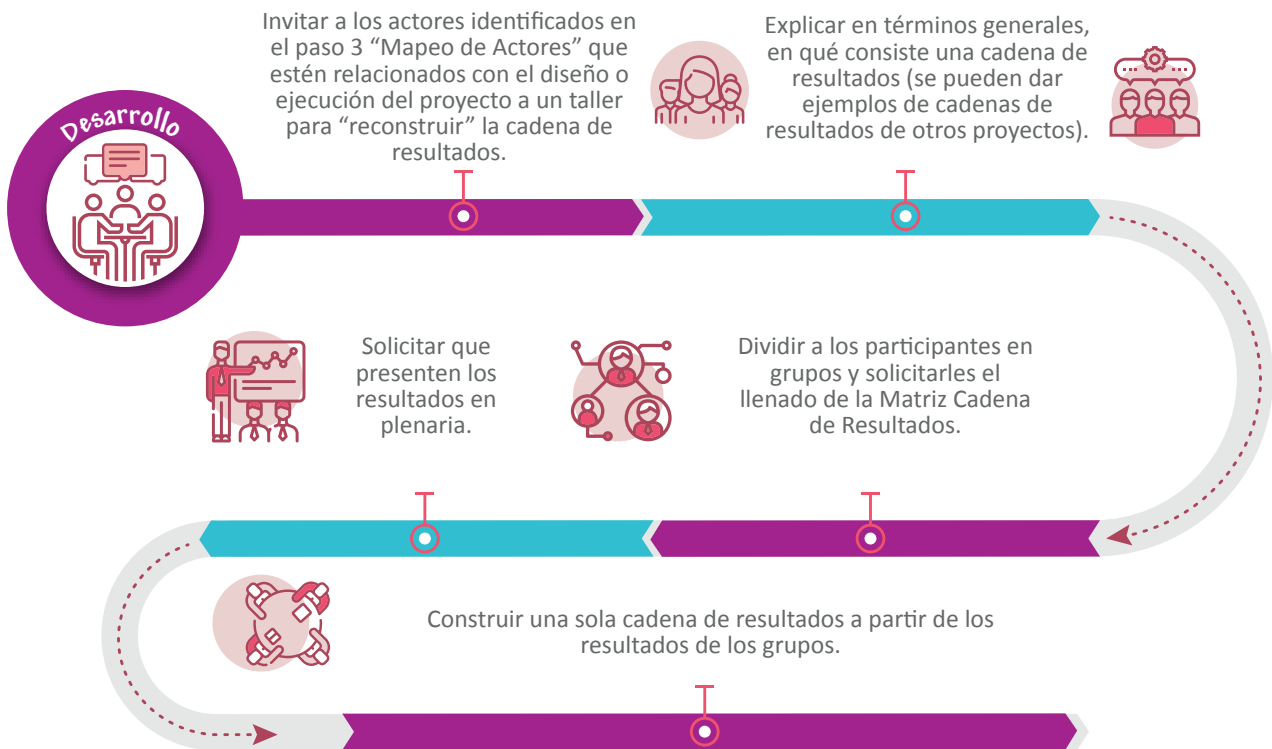 Desarrollo
Invitar a los actores identificados en
el paso 3 “Mapeo de Actores” que
estén relacionados con el diseño o
ejecución del proyecto a un taller
para “reconstruir” la cadena de
resultados.
Explicar en términos generales,
en qué consiste una cadena de
resultados (se pueden dar
ejemplos de cadenas de
resultados de otros proyectos).
Dividir a los participantes en
grupos y solicitarles el
llenado de la Matriz Cadena
de Resultados.
Solicitar que
presenten los
resultados en
plenaria.
Construir una sola cadena de resultados a partir de los
resultados de los grupos.